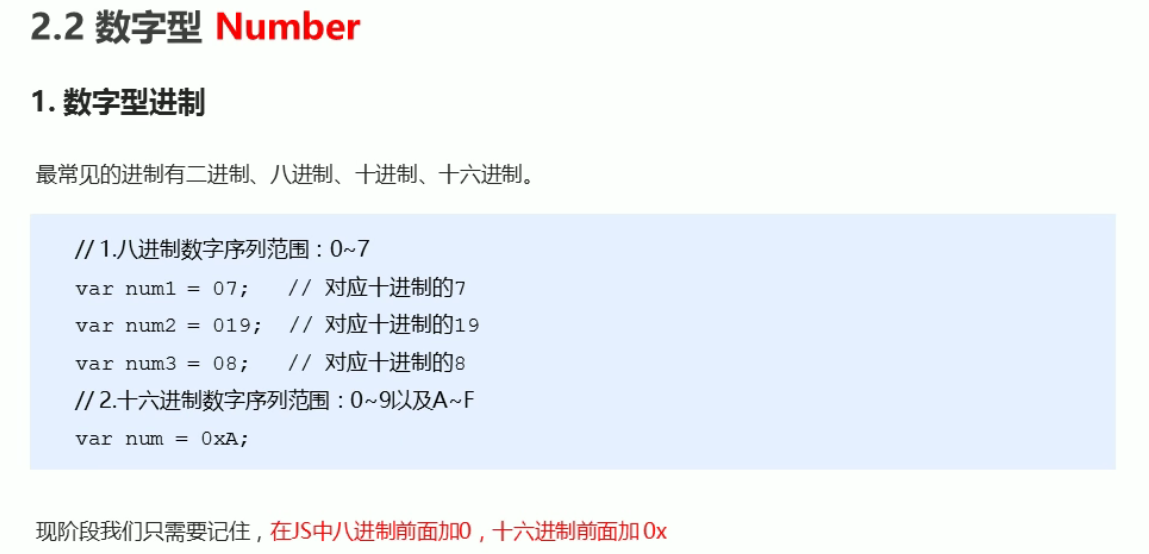 2.2 数字型 Number
1. 数字型进制
最常见的进制有二进制、八进制、十进制、十六进制。
// 1.八进制数字序列范围：0~7
var num1 = 07;   // 对应十进制的7
var num2 = 019;  // 对应十进制的19
var num3 = 08;   // 对应十进制的8
// 2.十六进制数字序列范围：0~9以及A~F
var num = 0xA;
现阶段我们只需要记住，在JS中八进制前面加0，十六进制前面加 0x